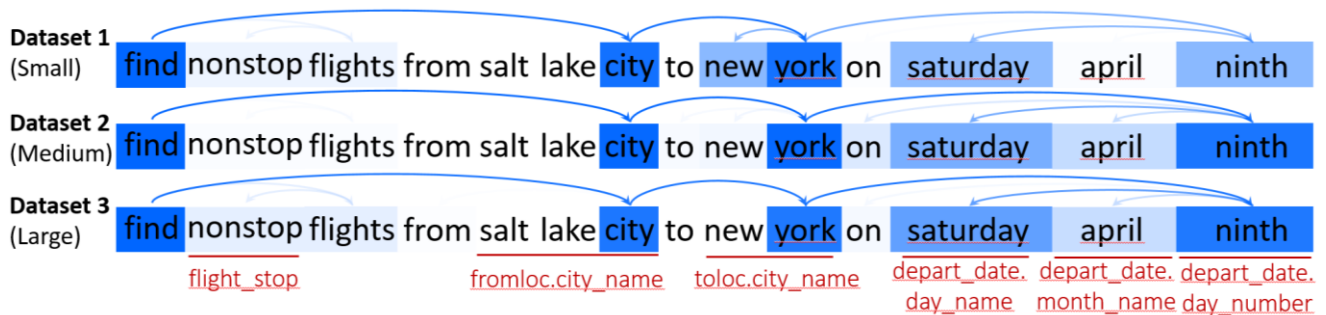 Dataset 1
(Small)
find nonstop flights from salt lake city to new york on saturday april ninth
Dataset 2
(Medium)
find nonstop flights from salt lake city to new york on saturday april ninth
Dataset 3
(Large)
find nonstop flights from salt lake city to new york on saturday april ninth
flight_stop fromloc.city_name toloc.city_name depart_date. depart_date. depart_date.
day_name month_name day_number